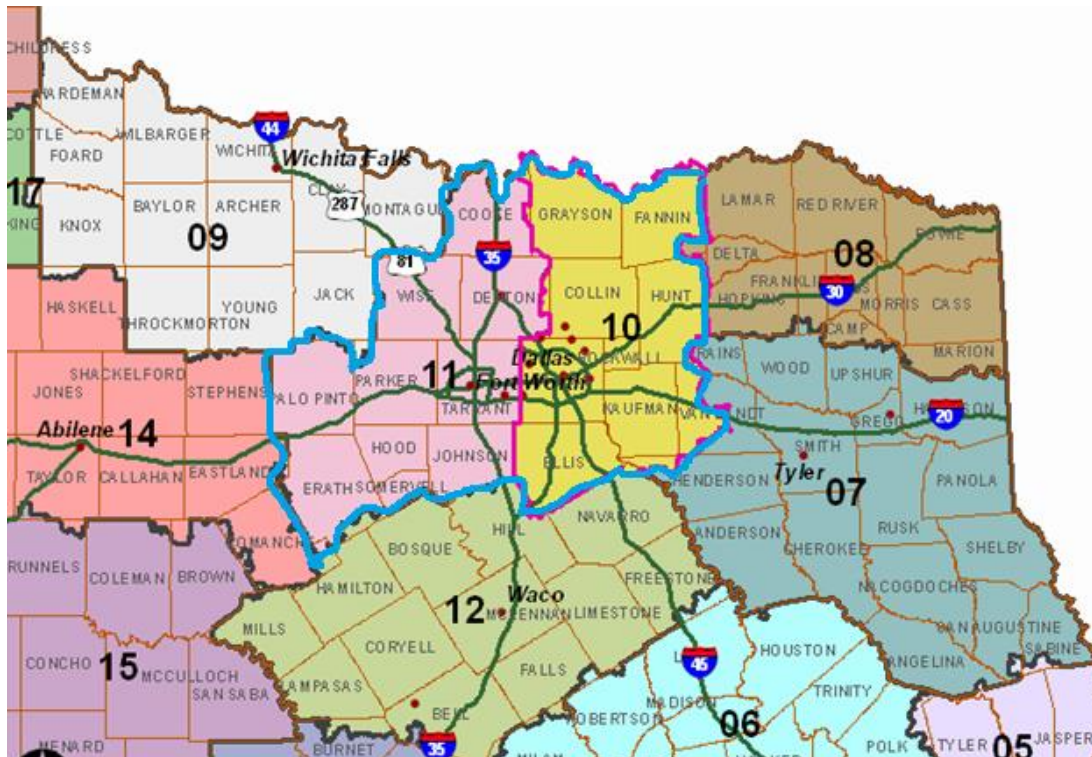 CHILDRESS
HARDEMAN
COTTLE
FOARD
WILBARGER
44
WICHITA
Wichita Falls
17
KING
KNOX
BAYLOR
ARCHER
CLAY
287
MONTAGUE
COOKE
GRAYSON
FANNIN
LAMAR
RED RIVER
BOWIE
09
81
35
DELTA
08
HASKELL
THROCKMORTON
YOUNG
JACK
WISE
DENTON
COLLIN
HUNT
HOPKINS
FRANKLIN
30
MORRIS
CASS
10
CAMP
MARION
JONES
SHACKELFORD
STEPHENS
PALO PINTO
PARKER
11
Dallas
Fort Worth
ROCKWALL
RAINS
WOOD
UPSHUR
Abilene
14
TARRANT
KAUFMAN
GREGG
20
TAYLOR
CALLAHAN
EASTLAND
HOOD
JOHNSON
ELLIS
SMITH
Tyler
07
PANOLA
ERATH
SOMERVELL
HENDERSON
COMANCHE
HILL
NAVARRO
ANDERSON
RUSK
RUNNELS
COLEMAN
BROWN
BOSQUE
CHEROKEE
SHELBY
HAMILTON
FREESTONE
NACOGDOCHES
12
Waco
MCLENNAN
LIMESTONE
MILLS
CORYELL
SAN AUGUSTINE
SABINE
15
CONCHO
MCCULLOCH
SAN SABA
LAMPASAS
FALLS
45
HOUSTON
ANGELINA
BELL
MADISON
TRINITY
ROBERTSON
06
MENARD
BURNET
35
MILAM
POLK
TYLER
05
JASPER